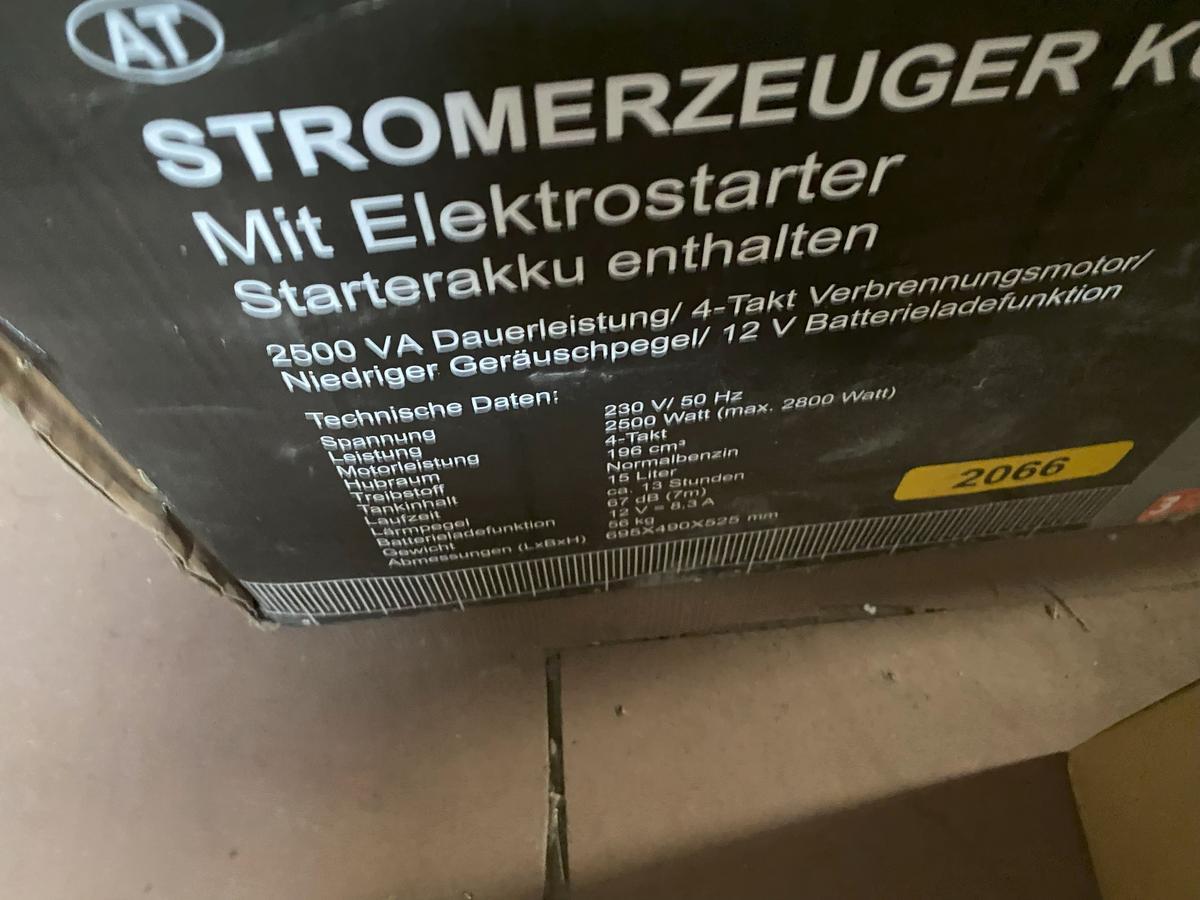 AT
STROMERZEUGER
Mit Elektrostarter
Starterakku enthalten
2500 VA Dauerleistung/ 4-Takt Verbrennungsmotor/
Niedriger Geräuschpegel/ 12 V Batterieladefunktion
Technische Daten:
Spannung 230 V/ 50 Hz
Leistung 2500 Watt (max. 2800 Watt)
Motorleistung 4-Takt
Hubraum 196 cm³
Treibstoff Normalbenzin
Tankinhalt 15 Liter
Laufzeit ca. 13 Stunden
Lärmpegel 67 dB (7m)
Batterieladefunktion 12 V = 8,3 A
Gewicht 56 kg
Abmessungen (LxBxH) 695X490X525 mm
2066
3